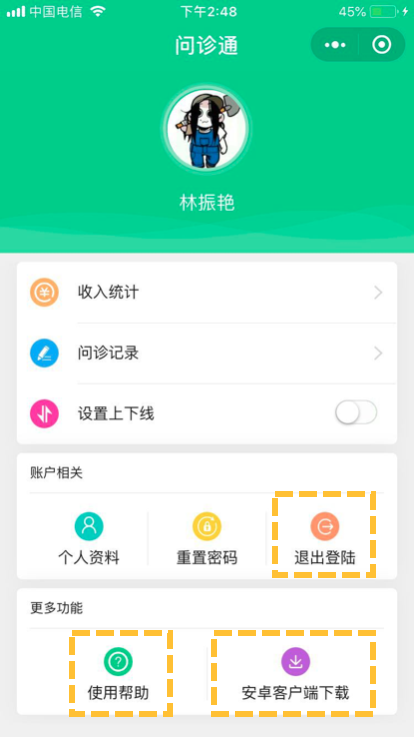 中国电信 下午2:48 45%
问诊通
林振艳
收入统计
问诊记录
设置上下线
账户相关
个人资料 重置密码 退出登陆
更多功能
使用帮助 安卓客户端下载